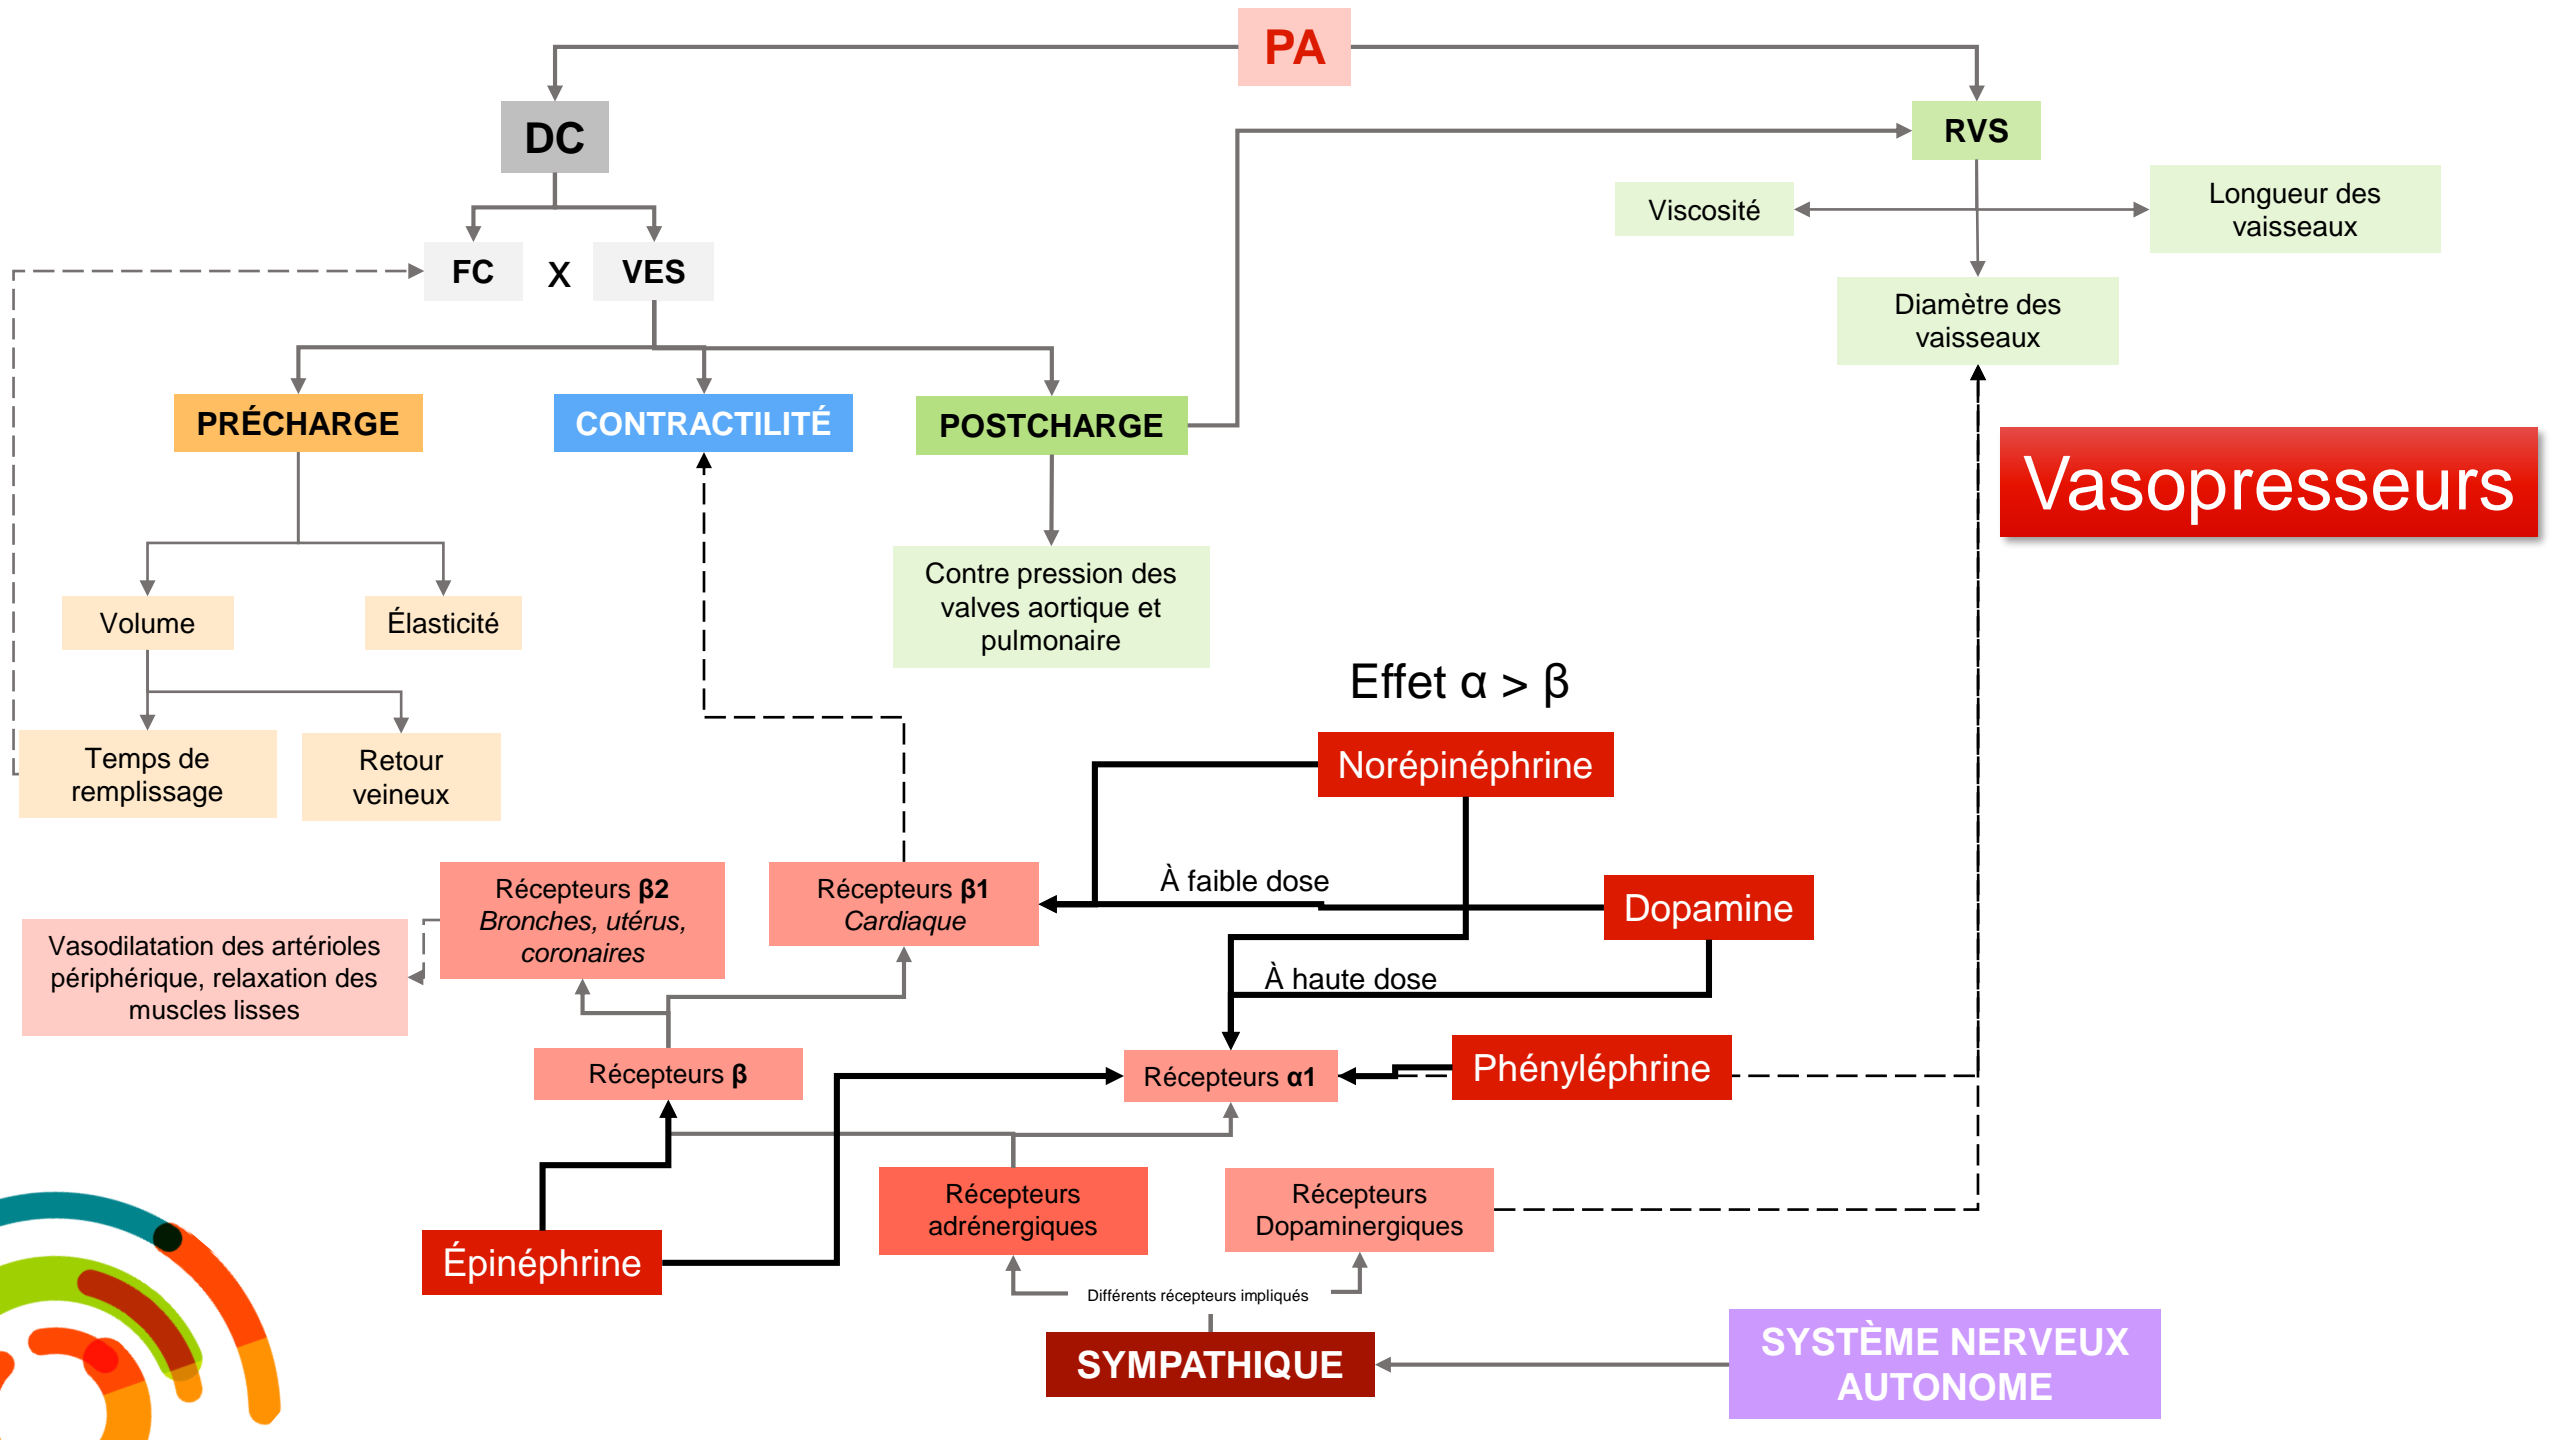 PA
DC
RVS
Viscosité
Longueur des
vaisseaux
FC
X
VES
Diamètre des
vaisseaux
PRÉCHARGE
CONTRACTILITÉ
POSTCHARGE
Vasopresseurs
Volume
Élasticité
Contre pression des
valves aortique et
pulmonaire
Effet α > β
Temps de
remplissage
Retour
veineux
Norépinéphrine
Récepteurs β2
Bronches, utérus,
coronaires
Récepteurs β1
Cardiaque
À faible dose
Dopamine
Vasodilatation des artérioles
périphérique, relaxation des
muscles lisses
À haute dose
Récepteurs β
Récepteurs α1
Phényléphrine
Récepteurs
adrénergiques
Récepteurs
Dopaminergiques
Épinéphrine
Différents récepteurs impliqués
SYMPATHIQUE
SYSTÈME NERVEUX
AUTONOME